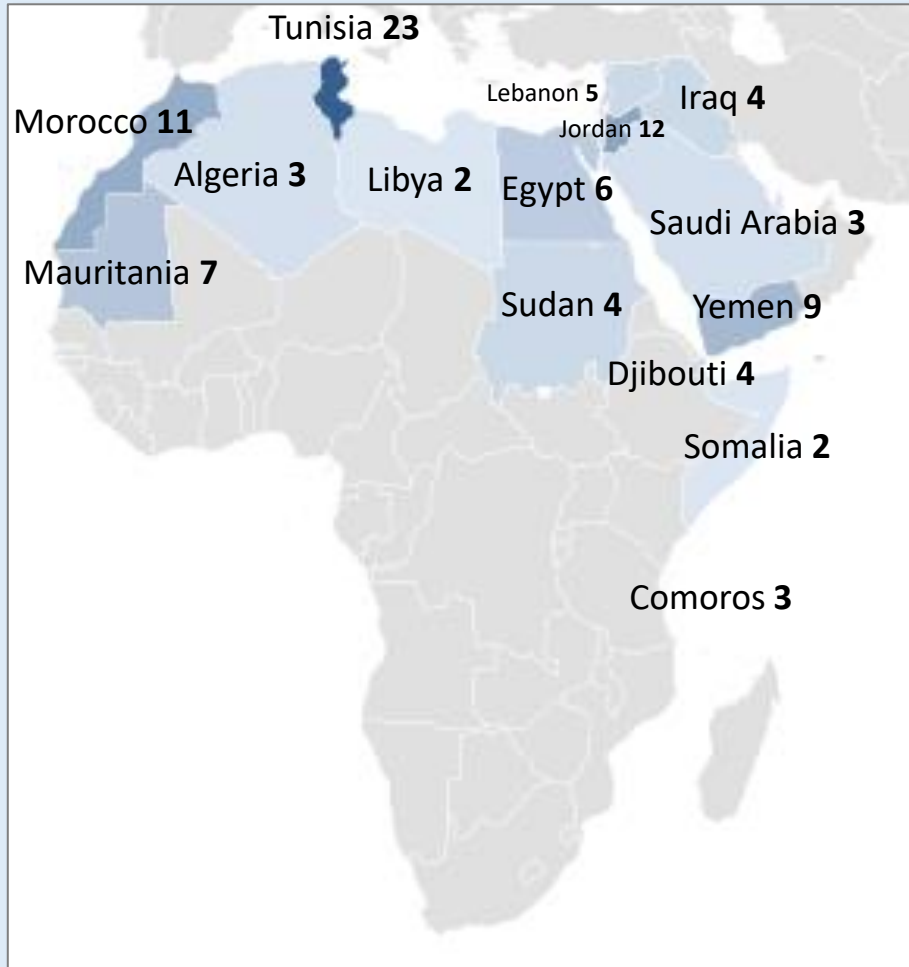 Tunisia 23
Lebanon 5
Iraq 4
Morocco 11
Jordan 12
Algeria 3
Libya 2
Egypt 6
Saudi Arabia 3
Mauritania 7
Sudan 4
Yemen 9
Djibouti 4
Somalia 2
Comoros 3